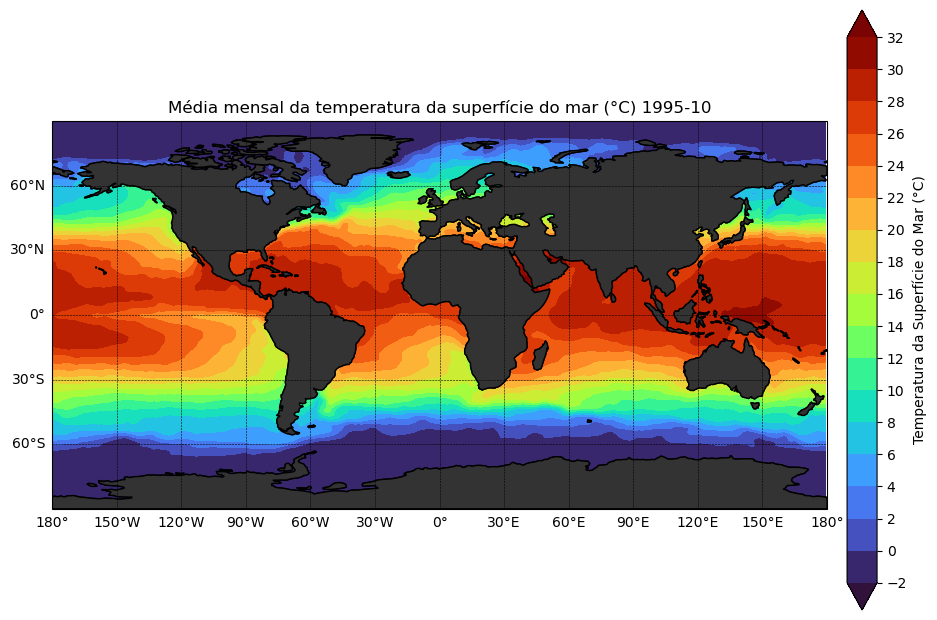 Média mensal da temperatura da superfície do mar (°C) 1995-10
60°N
30°N
0°
30°S
60°S
180° 150°W 120°W 90°W 60°W 30°W 0° 30°E 60°E 90°E 120°E 150°E 180°
32
30
28
26
24
22
20
18
16
14
12
10
8
6
4
2
0
−2
Temperatura da Superfície do Mar (°C)